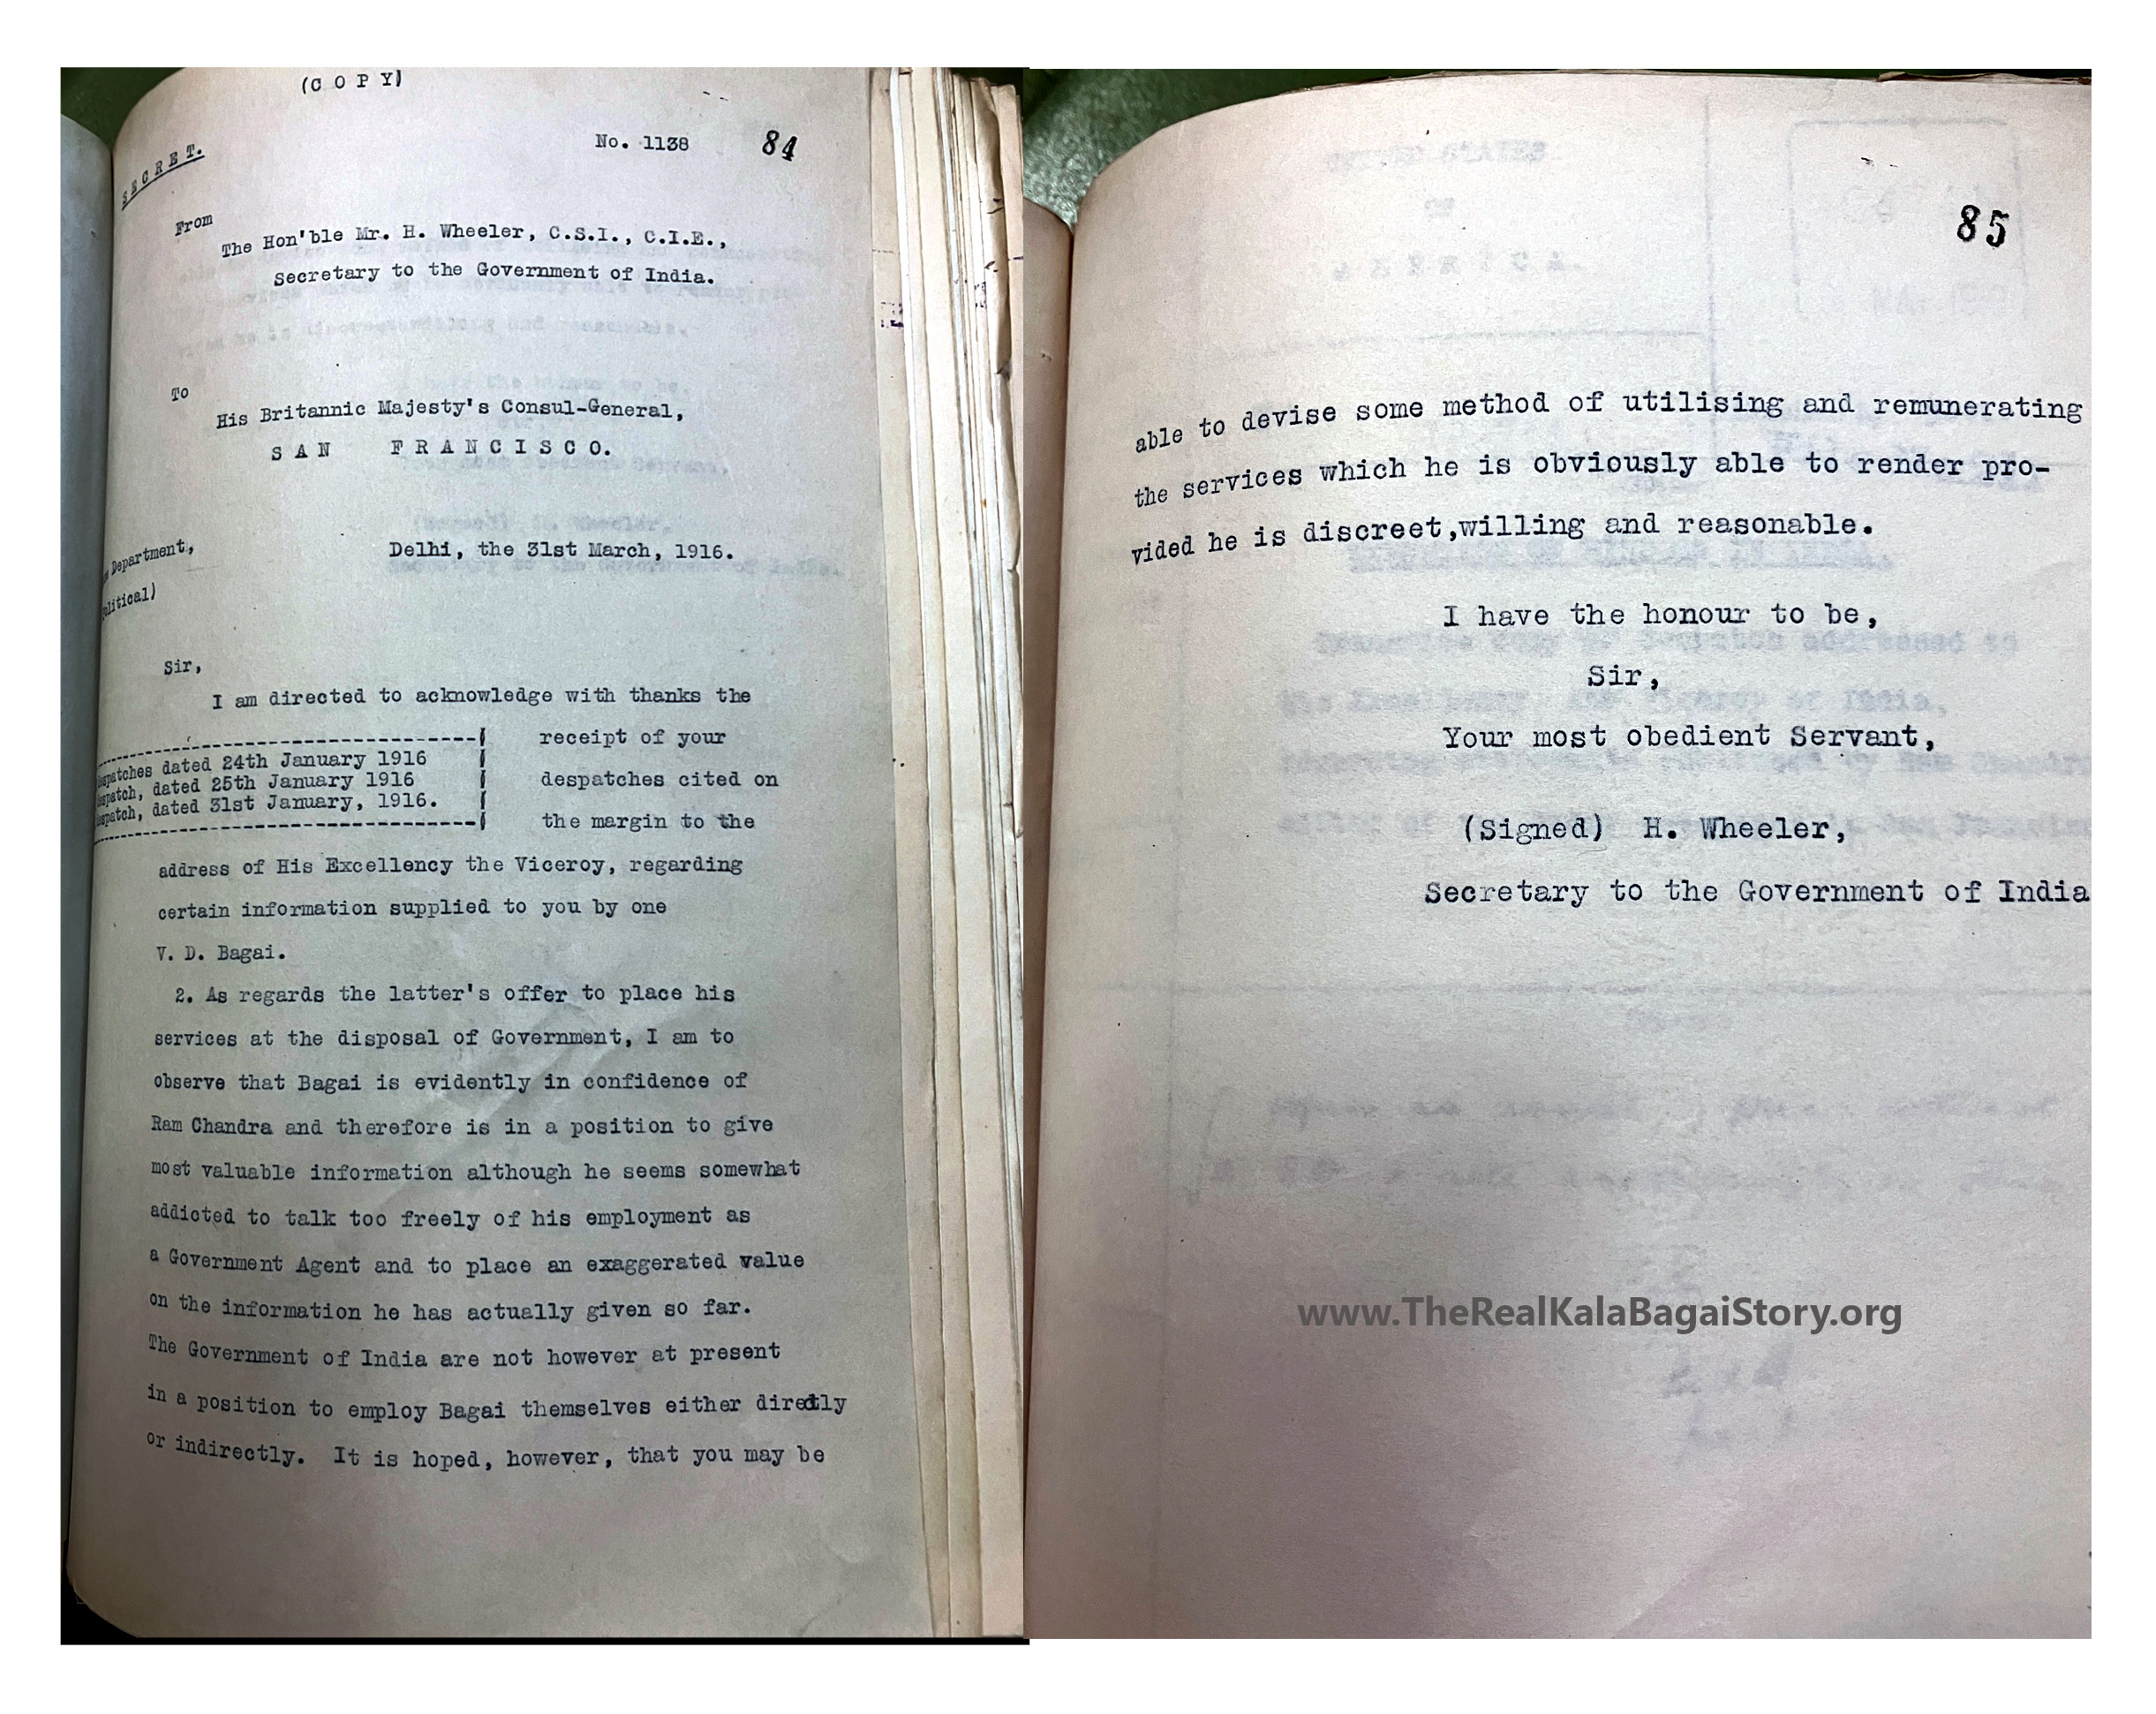 (C O P Y)
No. 1138
84
SECRET.
From
The Hon'ble Mr. H. Wheeler, C.S.I., C.I.E.,
Secretary to the Government of India.
To
His Britannic Majesty's Consul-General,
S A N F R A N C I S C O.
Department,
Delhi, the 31st March, 1916.
Sir,
I am directed to acknowledge with thanks the
receipt of your
despatches cited on
the margin to the
dated 24th January 1916
dated 25th January 1916
dated 31st January, 1916.
address of His Excellency the Viceroy, regarding
certain information supplied to you by one
V. D. Bagai.
2. As regards the latter's offer to place his
services at the disposal of Government, I am to
observe that Bagai is evidently in confidence of
Ram Chandra and therefore is in a position to give
most valuable information although he seems somewhat
addicted to talk too freely of his employment as
a Government Agent and to place an exaggerated value
on the information he has actually given so far.
The Government of India are not however at present
in a position to employ Bagai themselves either directly
or indirectly. It is hoped, however, that you may be
85
able to devise some method of utilising and remunerating
the services which he is obviously able to render pro-
vided he is discreet,willing and reasonable.
I have the honour to be,
Sir,
Your most obedient Servant,
(Signed) H. Wheeler,
Secretary to the Government of India
www.TheRealKalaBagaiStory.org